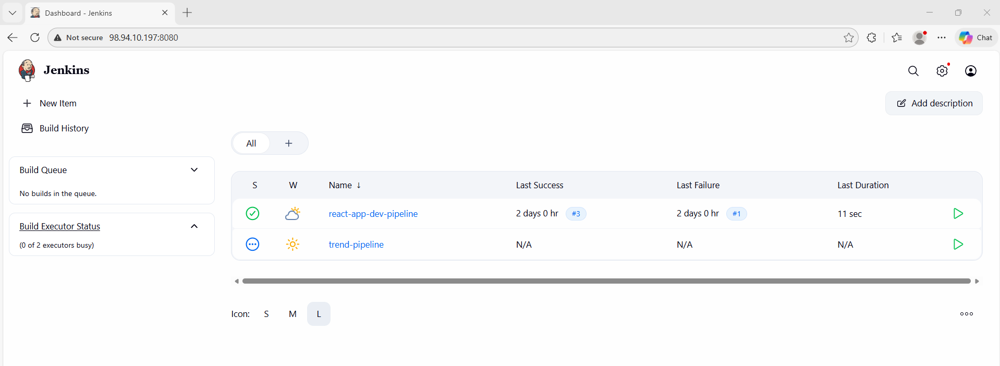 Dashboard - Jenkins
Not secure 98.94.10.197:8080
Chat
Jenkins
New Item
Add description
Build History
All
Build Queue
No builds in the queue.
Build Executor Status
(0 of 2 executors busy)
S W Name ↓ Last Success Last Failure Last Duration
react-app-dev-pipeline 2 days 0 hr #3 2 days 0 hr #1 11 sec
trend-pipeline N/A N/A N/A
Icon: S M L